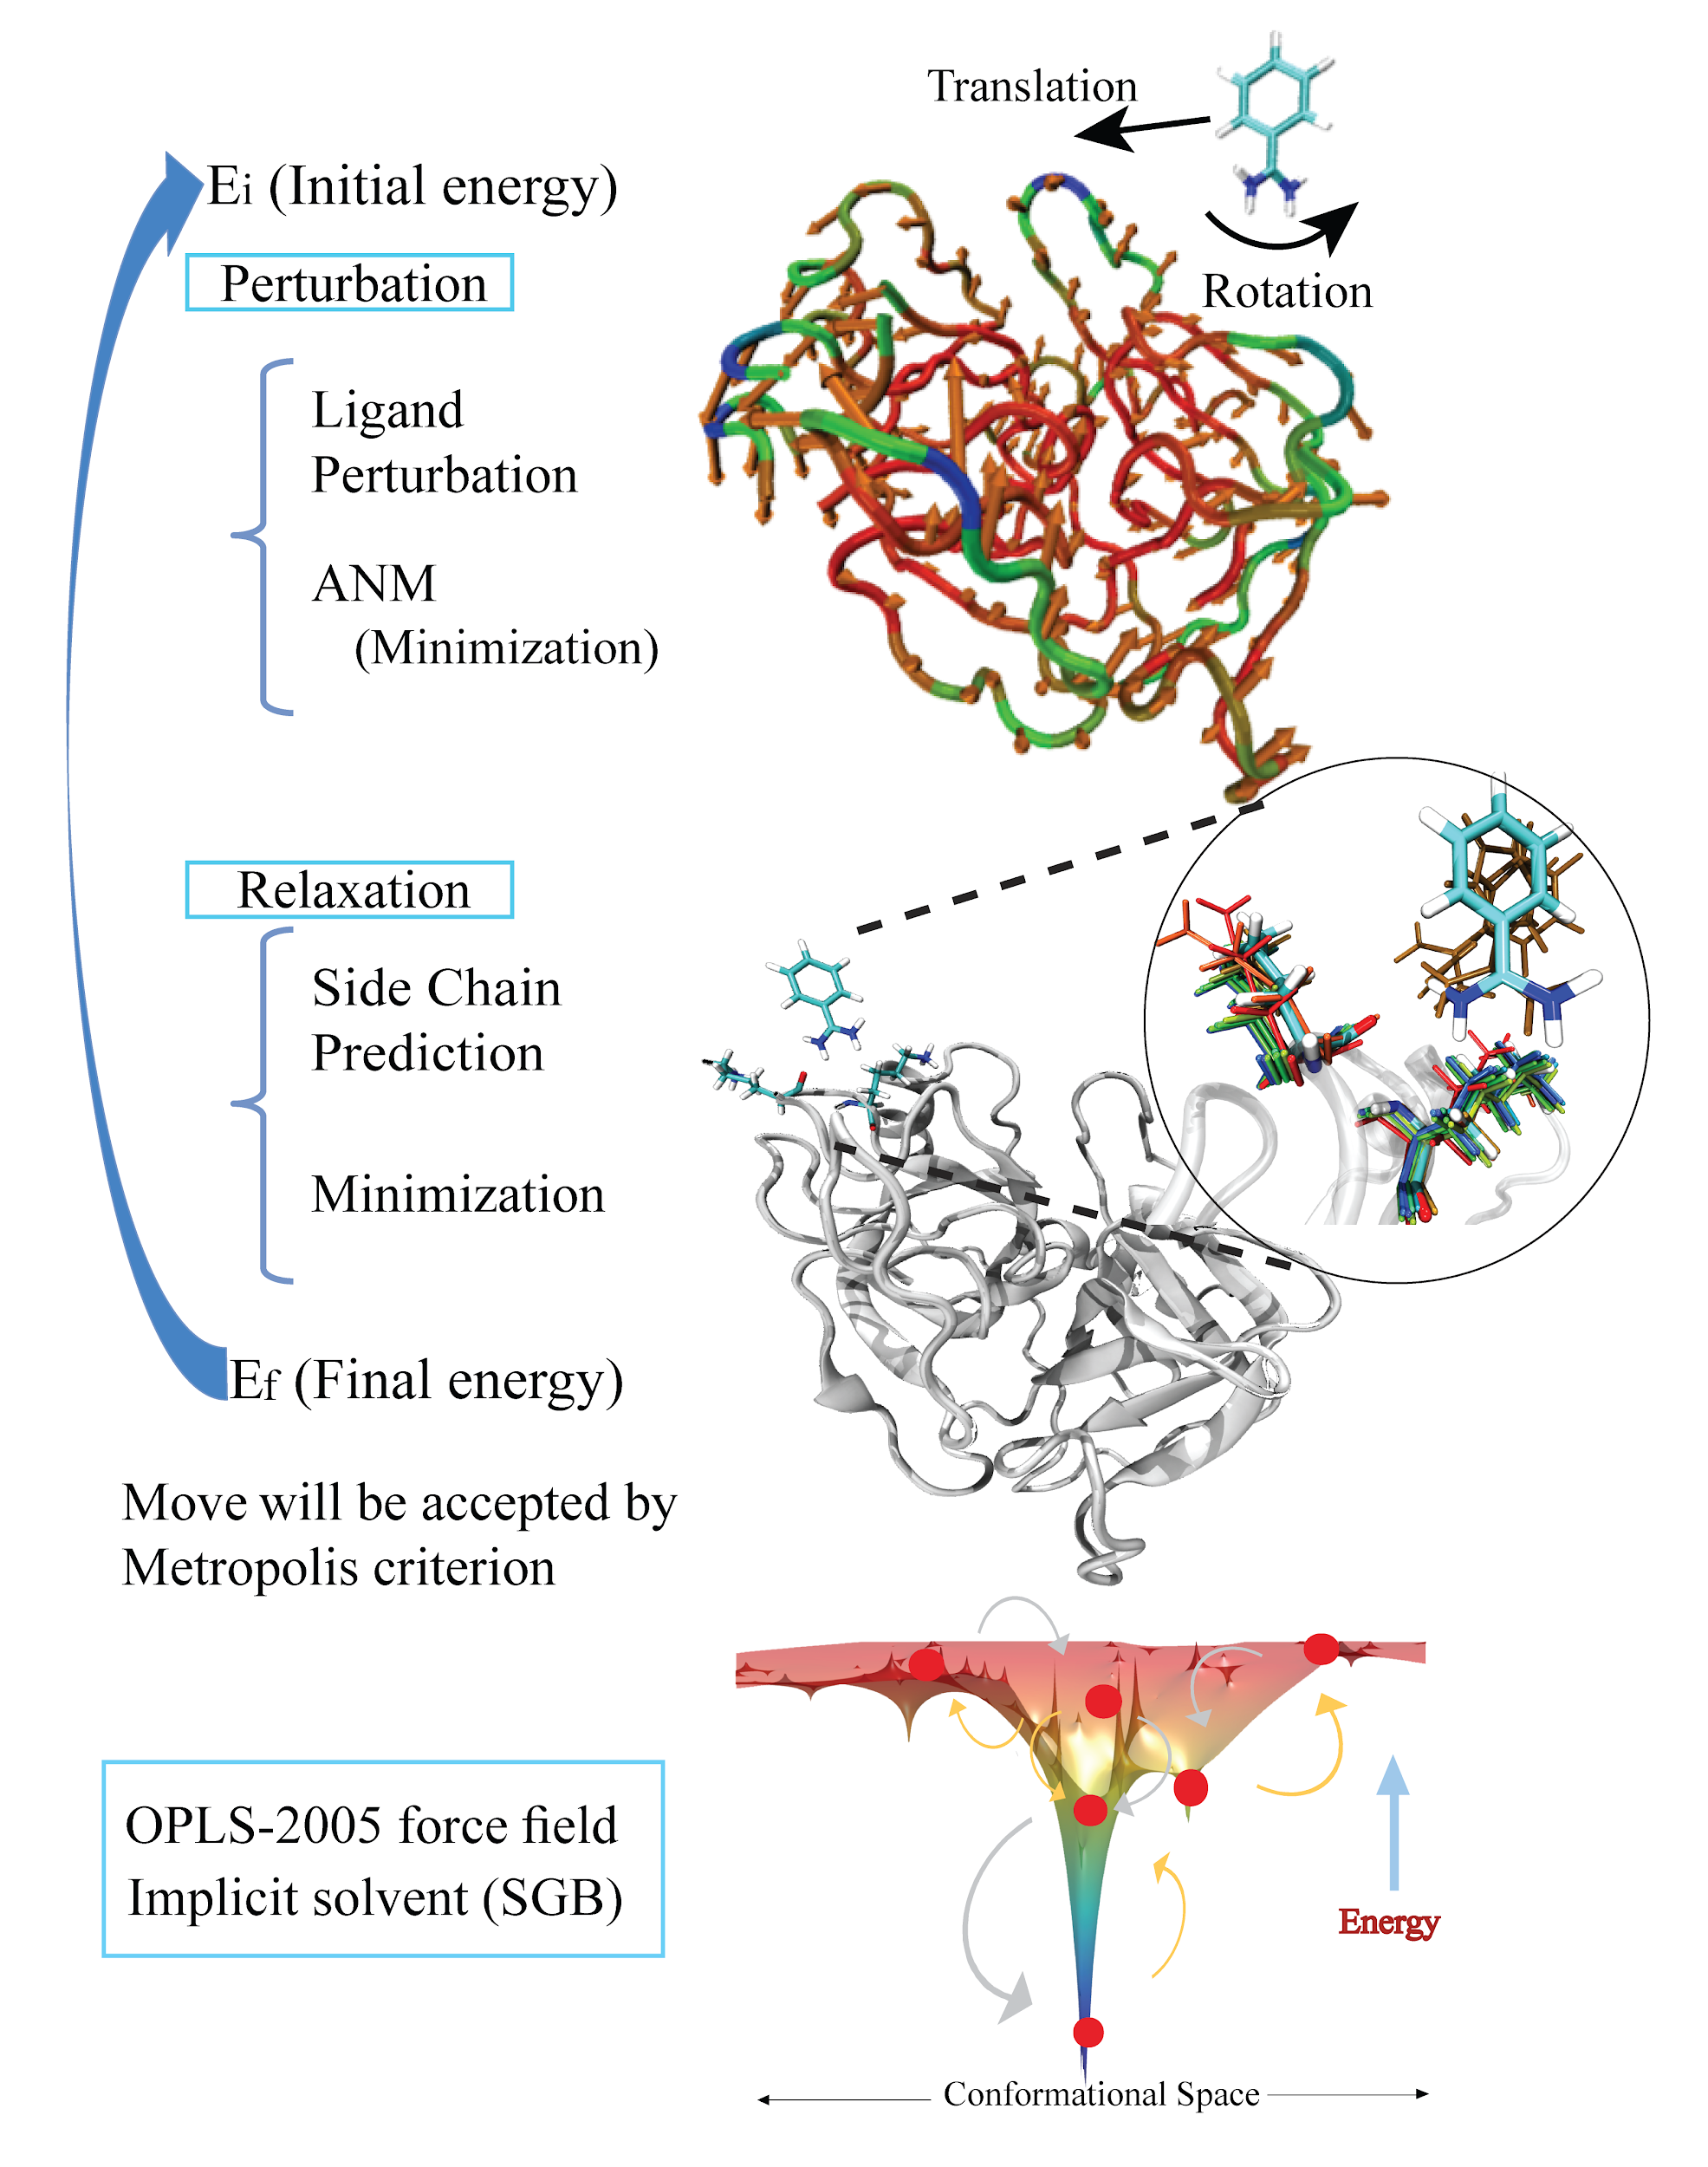 Translation
Ei (Initial energy)
Perturbation
Rotation
Ligand
Perturbation
ANM
(Minimization)
Relaxation
Side Chain
Prediction
Minimization
Ef (Final energy)
Move will be accepted by
Metropolis criterion
OPLS-2005 force field
Implicit solvent (SGB)
Energy
Conformational Space